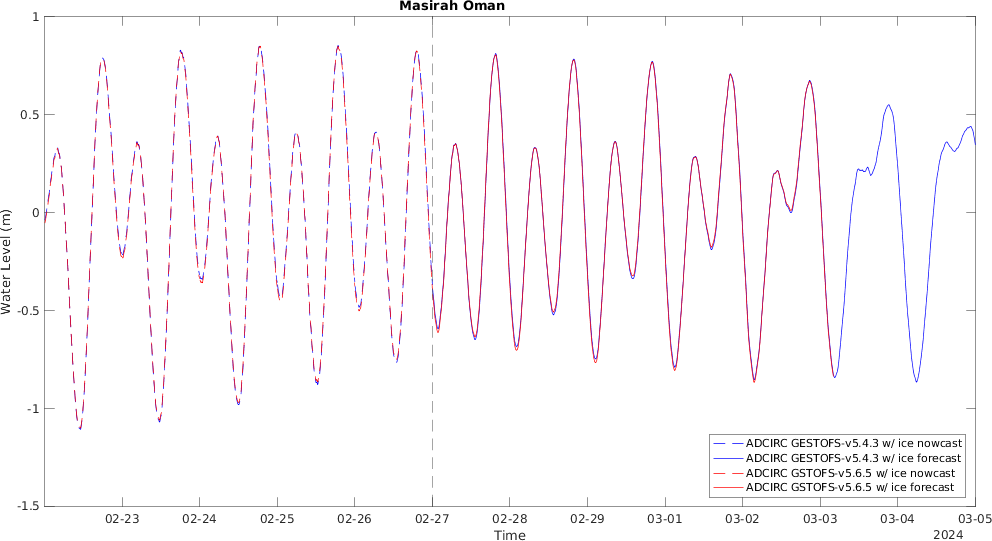 Masirah Oman
1
0.5
0
-0.5
-1
-1.5
Water Level (m)
ADCIRC GESTOFS-v5.4.3 w/ ice nowcast
ADCIRC GESTOFS-v5.4.3 w/ ice forecast
ADCIRC GSTOFS-v5.6.5 w/ ice nowcast
ADCIRC GSTOFS-v5.6.5 w/ ice forecast
02-23 02-24 02-25 02-26 02-27 02-28 02-29 03-01 03-02 03-03 03-04 03-05
Time
2024